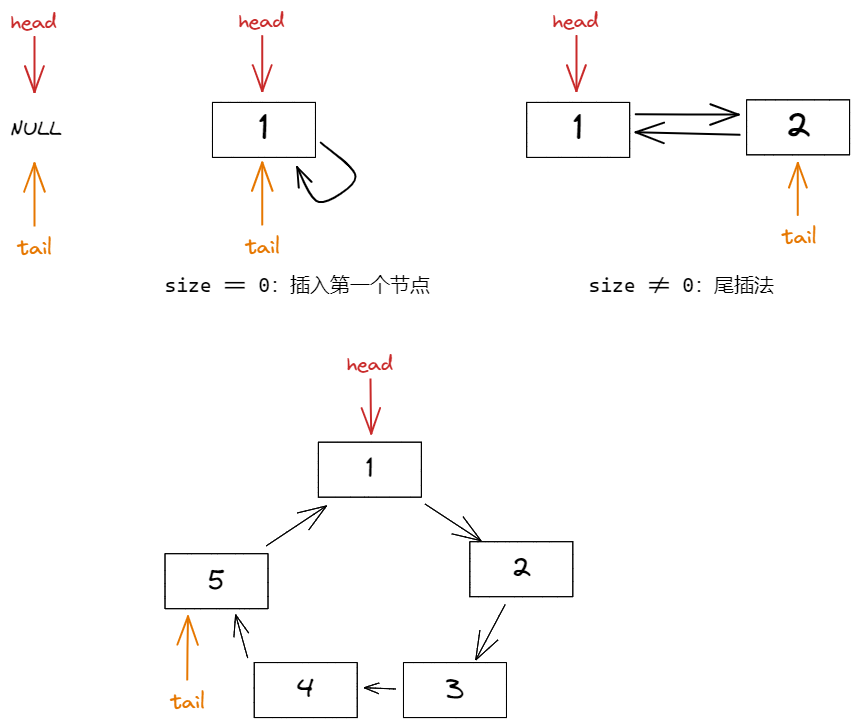 head
head
head
NULL
1
1
2
tail
tail
tail
size == 0: 插入第一个节点
size ≠ 0: 尾插法
head
1
5
2
4
3
tail